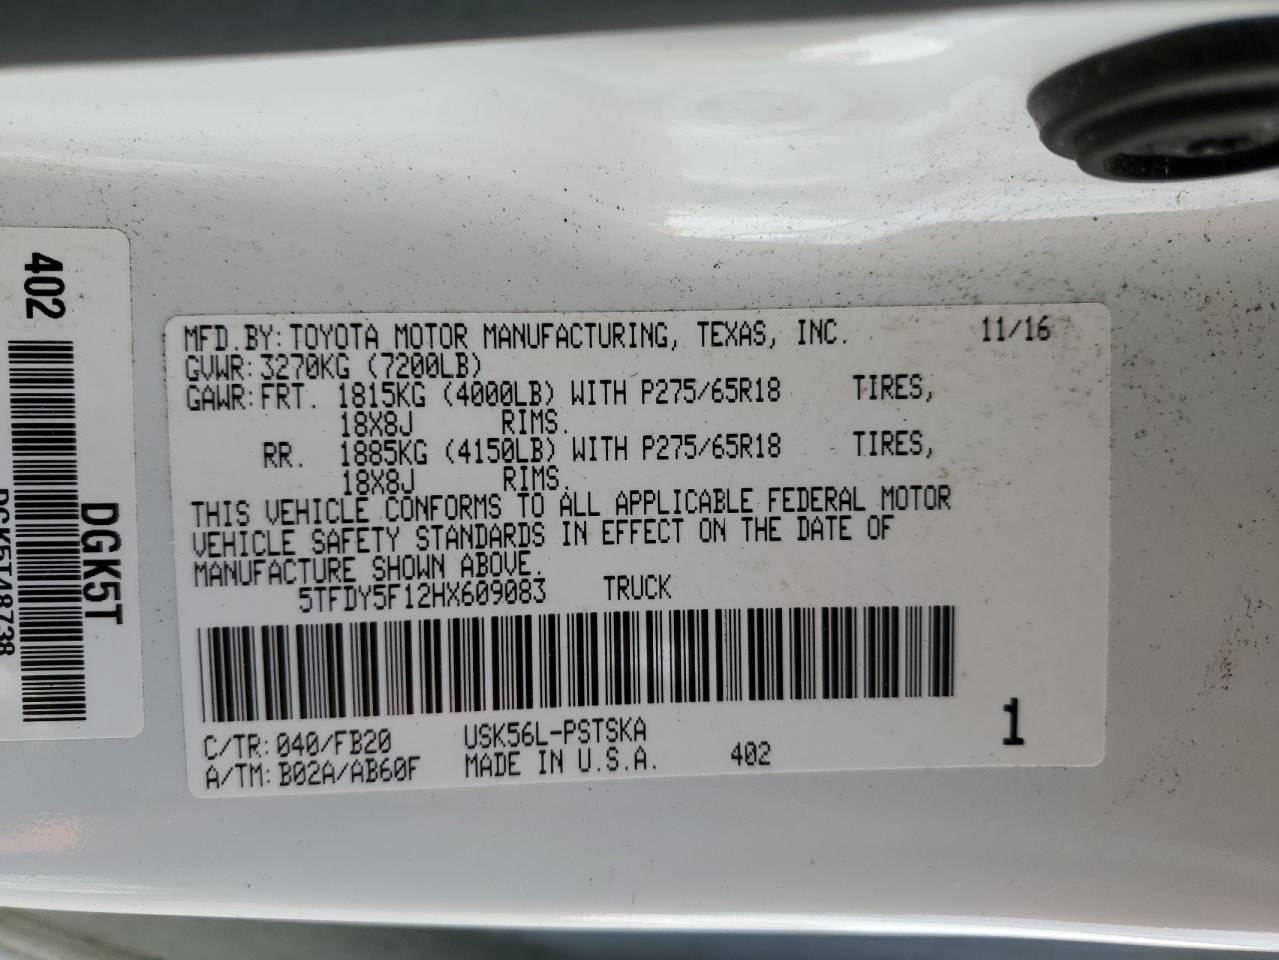 402
DGK5T
DGK5T48738
MFD.BY:TOYOTA MOTOR MANUFACTURING, TEXAS, INC. 11/16
GVWR:3270KG (7200LB)
GAWR:FRT. 1815KG (4000LB) WITH P275/65R18 TIRES,
18X8J RIMS.
RR. 1885KG (4150LB) WITH P275/65R18 TIRES,
18X8J RIMS.
THIS VEHICLE CONFORMS TO ALL APPLICABLE FEDERAL MOTOR
VEHICLE SAFETY STANDARDS IN EFFECT ON THE DATE OF
MANUFACTURE SHOWN ABOVE.
5TFDY5F12HX609083 TRUCK
C/TR:040/FB20 USK56L-PSTSKA
A/TM:B02A/AB60F MADE IN U.S.A. 402
1